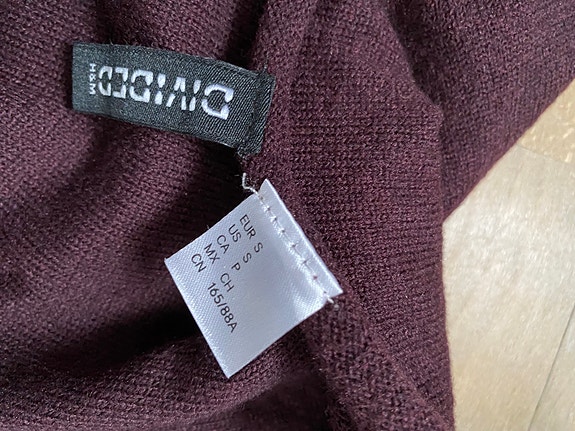 DIVIDED
H&M
EUR S
US S
CA P
MX CH
CN 165/88A